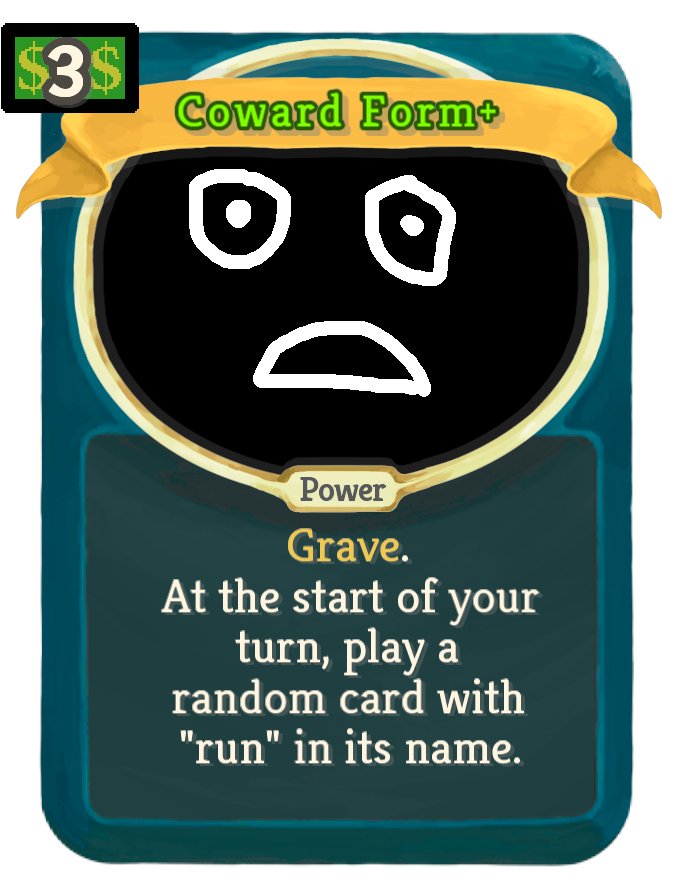 $3$
Coward Form+
Power
Grave.
At the start of your
turn, play a
random card with
"run" in its name.